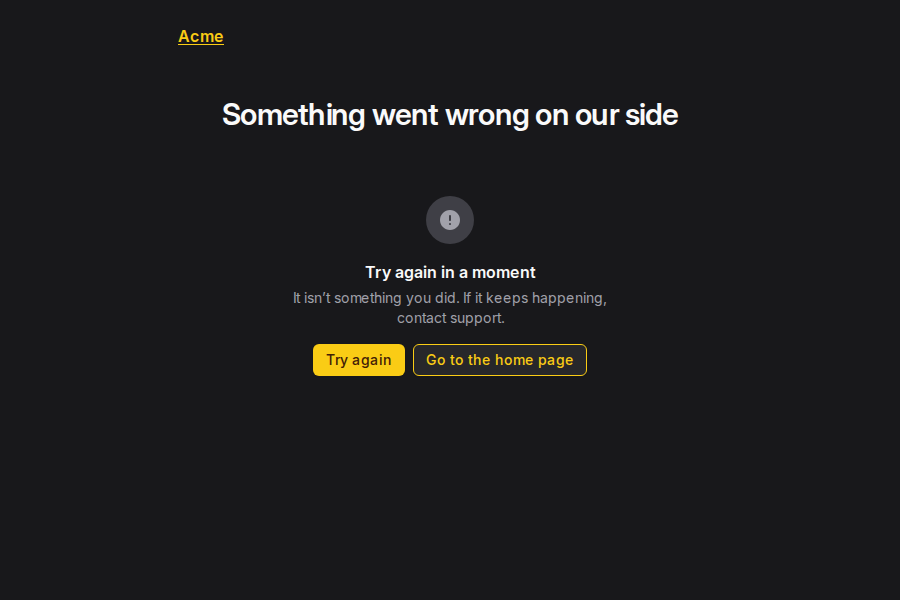 Acme
Something went wrong on our side
Try again in a moment
It isn’t something you did. If it keeps happening,
contact support.
Try again
Go to the home page